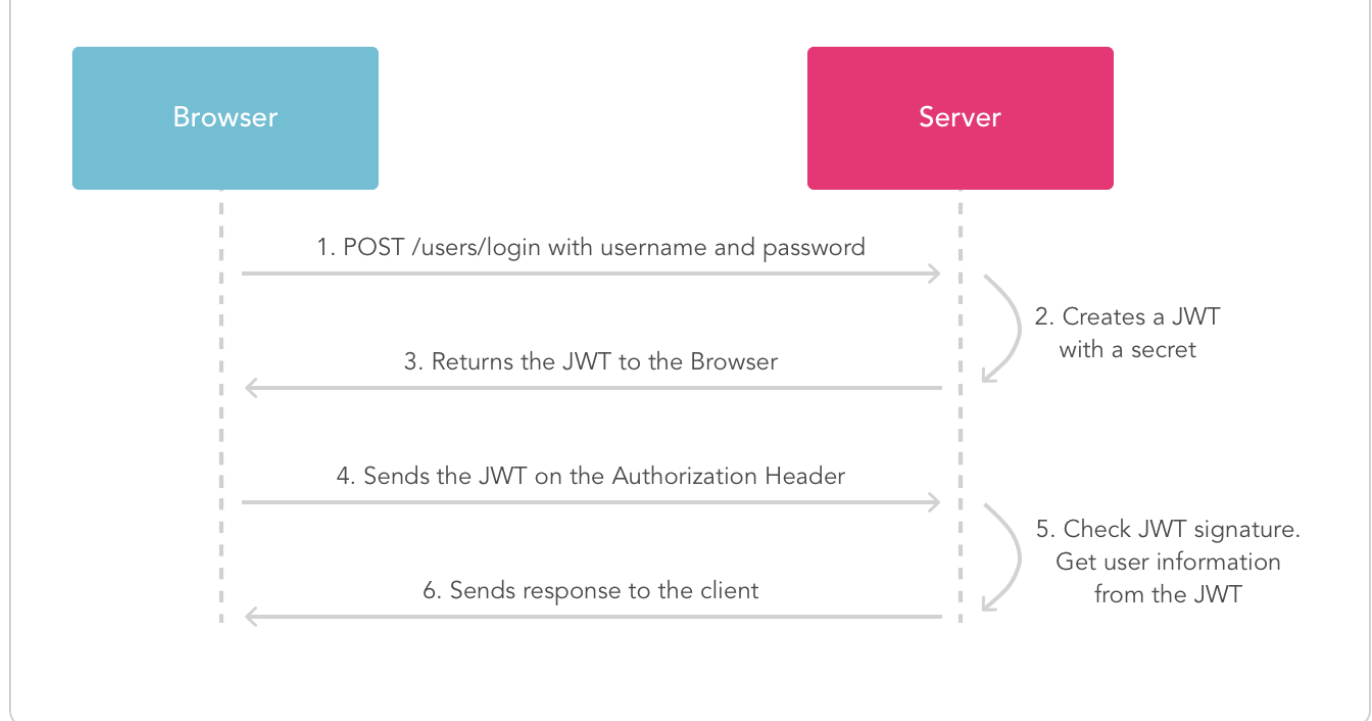 Browser
Server
1. POST /users/login with username and password
2. Creates a JWT
with a secret
3. Returns the JWT to the Browser
4. Sends the JWT on the Authorization Header
5. Check JWT signature.
Get user information
from the JWT
6. Sends response to the client